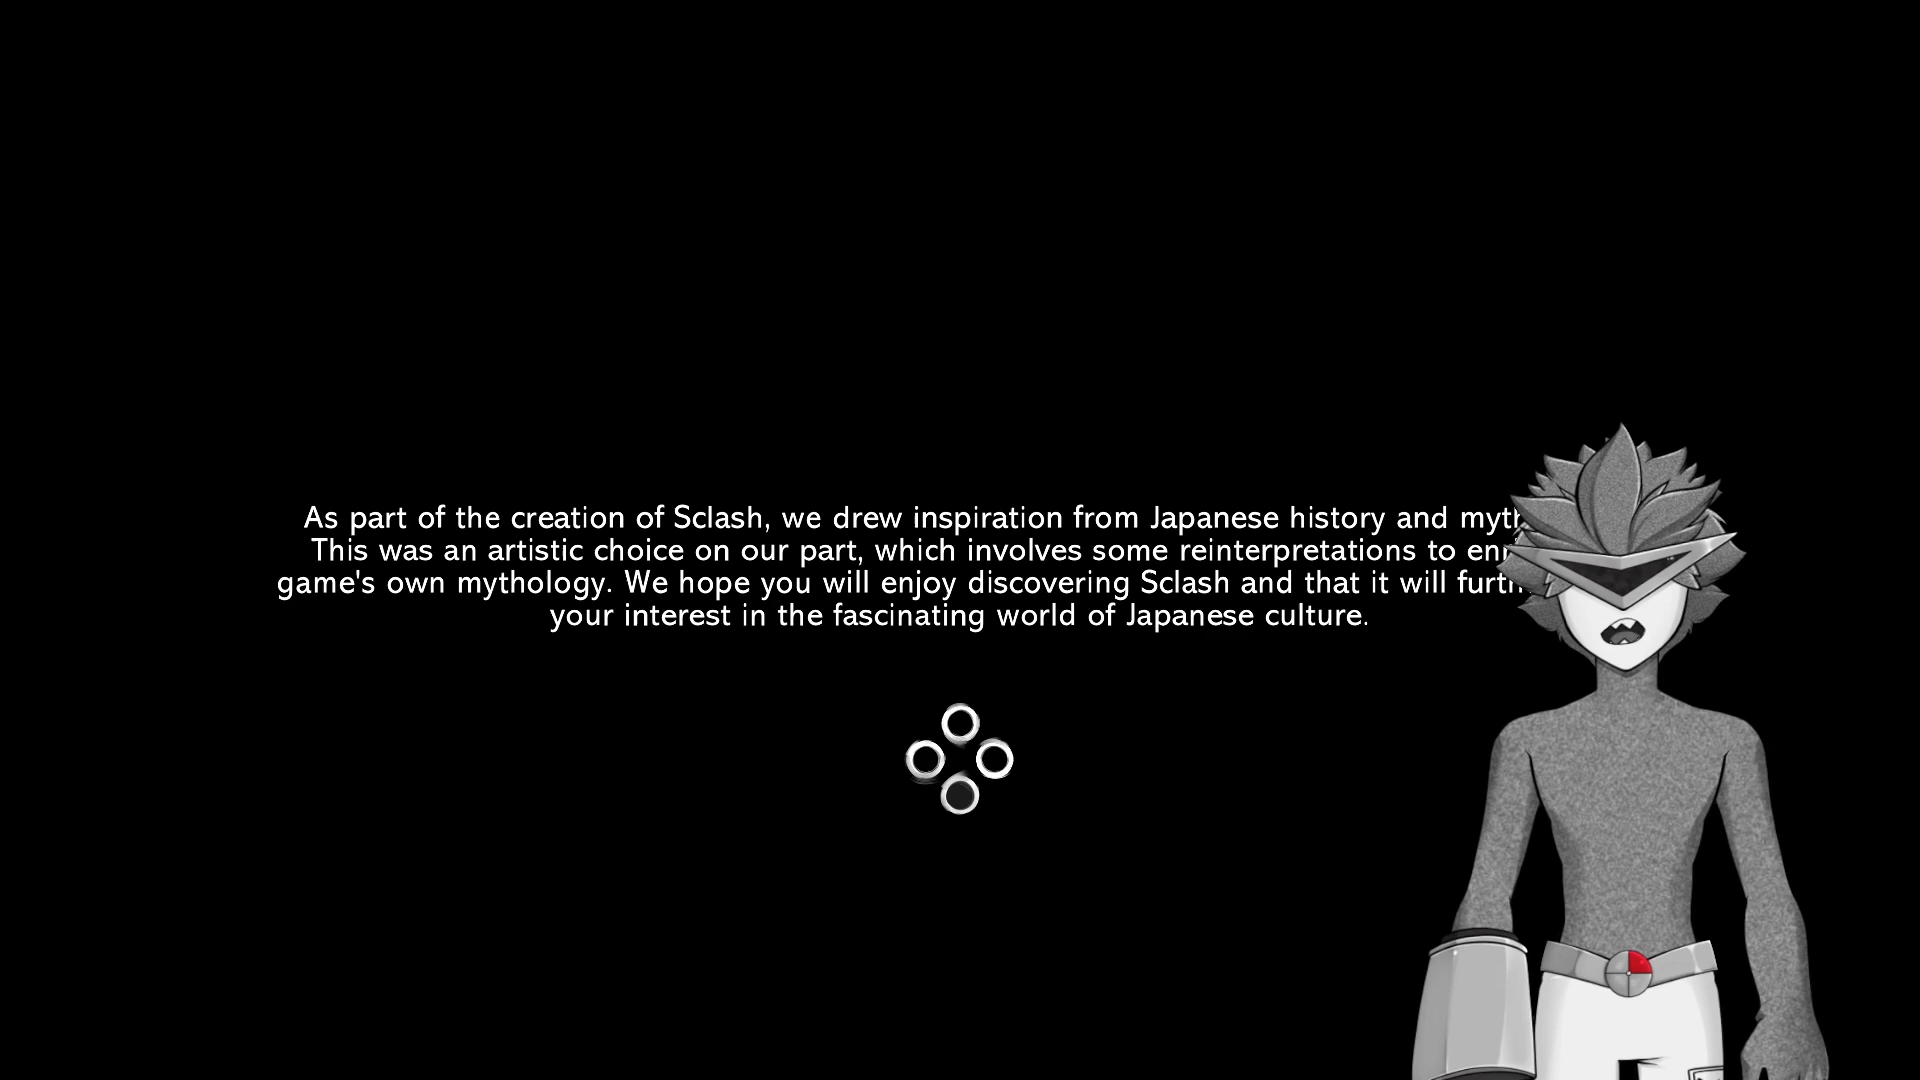 As part of the creation of Sclash, we drew inspiration from Japanese history and
This was an artistic choice on our part, which involves some reinterpretations to
game's own mythology. We hope you will enjoy discovering Sclash and that it will
your interest in the fascinating world of Japanese culture.